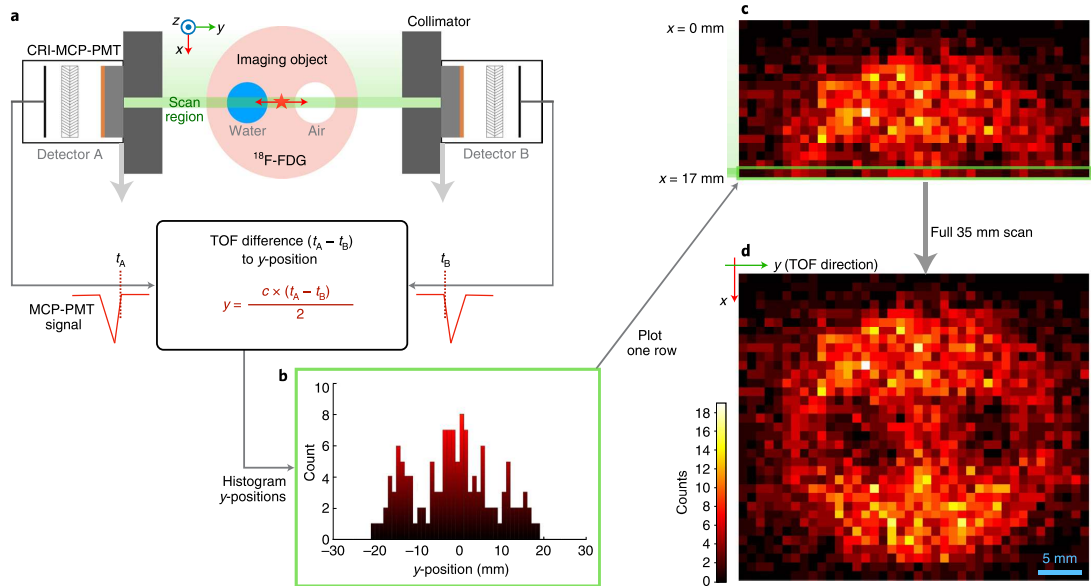 a
z
y
x
CRI-MCP-PMT
Collimator
Imaging object
Scan
region
Water
Air
18F-FDG
Detector A
Detector B
TOF difference (tA − tB)
to y-position
y = c × (tA − tB) / 2
tA
tB
MCP-PMT
signal
Histogram
y-positions
Plot
one row
b
Count
10
8
6
4
2
0
−30
−20
−10
0
10
20
30
y-position (mm)
c
x = 0 mm
x = 17 mm
Full 35 mm scan
d
y (TOF direction)
x
Counts
18
16
14
12
10
8
6
4
2
0
5 mm